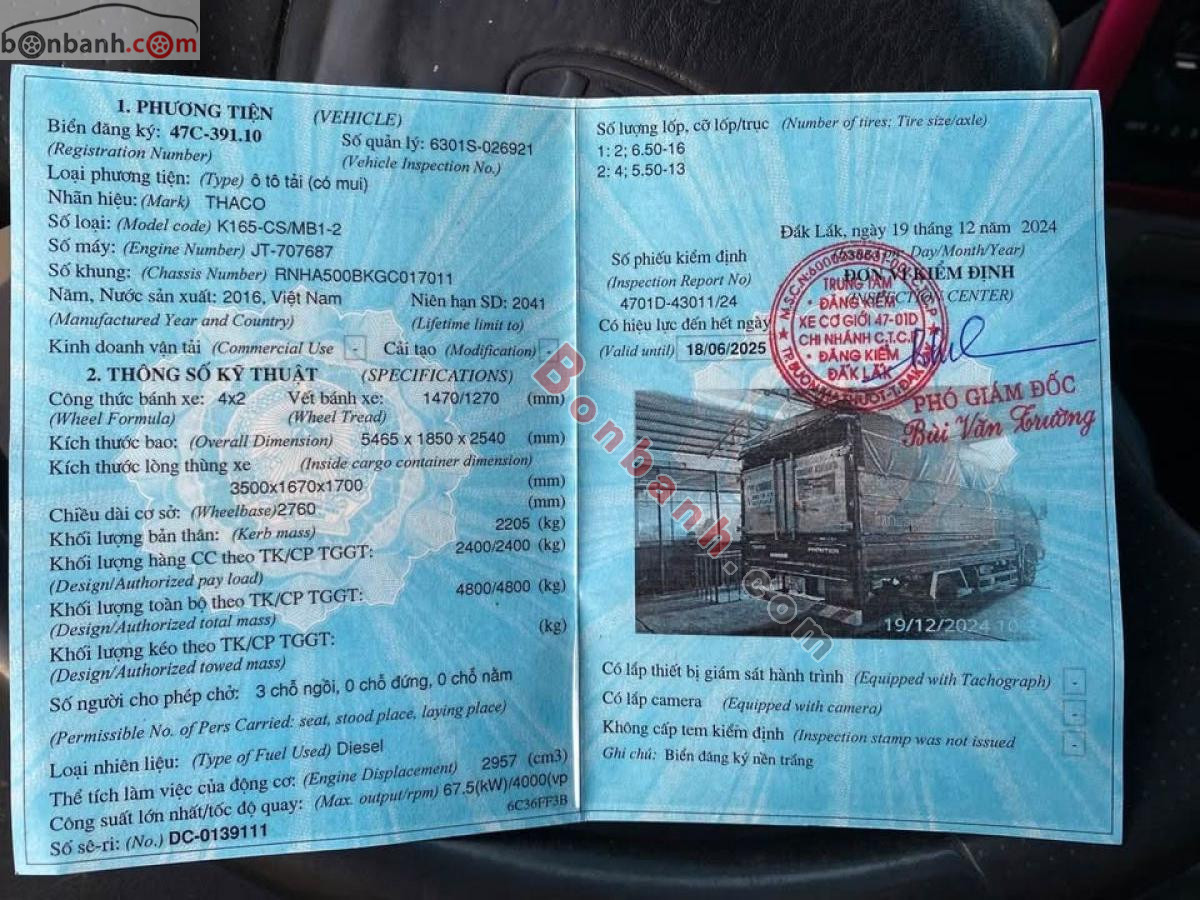 bonbanh.com
1. PHƯƠNG TIỆN (VEHICLE)
Biển đăng ký: 47C-391.10 Số quản lý: 6301S-026921
(Registration Number) (Vehicle Inspection No.)
Loại phương tiện: (Type) ô tô tải (có mui)
Nhãn hiệu: (Mark) THACO
Số loại: (Model code) K165-CS/MB1-2
Số máy: (Engine Number) JT-707687
Số khung: (Chassis Number) RNHA500BKGC017011
Năm, Nước sản xuất: 2016, Việt Nam Niên hạn SD: 2041
(Manufactured Year and Country) (Lifetime limit to)
Kinh doanh vận tải (Commercial Use - Cải tạo (Modification) -
2. THÔNG SỐ KỸ THUẬT (SPECIFICATIONS)
Công thức bánh xe: 4x2 Vết bánh xe: 1470/1270 (mm)
(Wheel Formula) (Wheel Tread)
Kích thước bao: (Overall Dimension) 5465 x 1850 x 2540 (mm)
Kích thước lòng thùng xe (Inside cargo container dimension)
3500x1670x1700 (mm)
Chiều dài cơ sở: (Wheelbase)2760 (mm)
Khối lượng bản thân: (Kerb mass) 2205 (kg)
Khối lượng hàng CC theo TK/CP TGGT: 2400/2400 (kg)
(Design/Authorized pay load)
Khối lượng toàn bộ theo TK/CP TGGT: 4800/4800 (kg)
(Design/Authorized total mass)
Khối lượng kéo theo TK/CP TGGT: (kg)
(Design/Authorized towed mass)
Số người cho phép chở: 3 chỗ ngồi, 0 chỗ đứng, 0 chỗ nằm
(Permissible No. of Pers Carried: seat, stood place, laying place)
Loại nhiên liệu: (Type of Fuel Used) Diesel
Thể tích làm việc của động cơ: (Engine Displacement) 2957 (cm3)
Công suất lớn nhất/tốc độ quay: (Max. output/rpm) 67.5(kW)/4000(vp
6C36FF3B
Số sê-ri: (No.) DC-0139111
Số lượng lốp, cỡ lốp/trục (Number of tires; Tire size/axle)
1: 2; 6.50-16
2: 4; 5.50-13
Đắk Lắk, ngày 19 tháng 12 năm 2024
Day/Month/Year)
Số phiếu kiểm định ĐƠN VỊ KIỂM ĐỊNH
(Inspection Report No) CENTER)
4701D-43011/24
Có hiệu lực đến hết ngày
(Valid until) 18/06/2025
TRUNG TÂM
ĐĂNG KIỂM
XE CƠ GIỚI 47-01D
CHI NHÁNH C.T.C.P
ĐĂNG KIỂM
ĐẮK LẮK
PHÓ GIÁM ĐỐC
Bùi Văn Trường
FRONTIER
19/12/2024
Bonbanh.com
Có lắp thiết bị giám sát hành trình (Equipped with Tachograph) -
Có lắp camera (Equipped with camera) -
Không cấp tem kiểm định (Inspection stamp was not issued -
Ghi chú: Biển đăng ký nền trắng